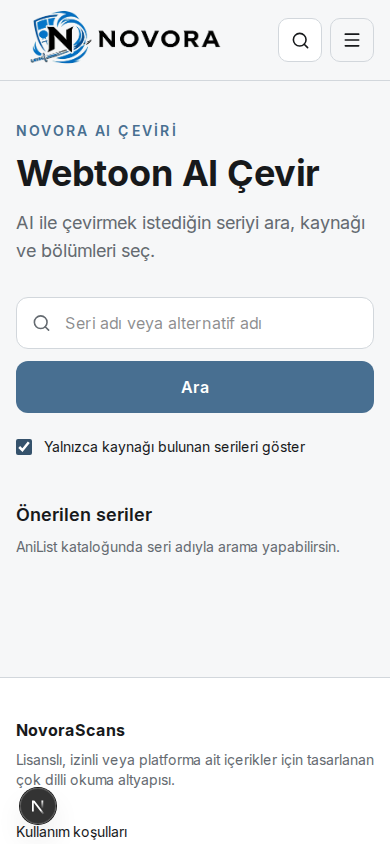 NOVORA
NOVORA AI ÇEVİRİ
Webtoon AI Çevir
AI ile çevirmek istediğin seriyi ara, kaynağı
ve bölümleri seç.
Seri adı veya alternatif adı
Ara
Yalnızca kaynağı bulunan serileri göster
Önerilen seriler
AniList kataloğunda seri adıyla arama yapabilirsin.
NovoraScans
Lisanslı, izinli veya platforma ait içerikler için tasarlanan
çok dilli okuma altyapısı.
N
Kullanım koşulları